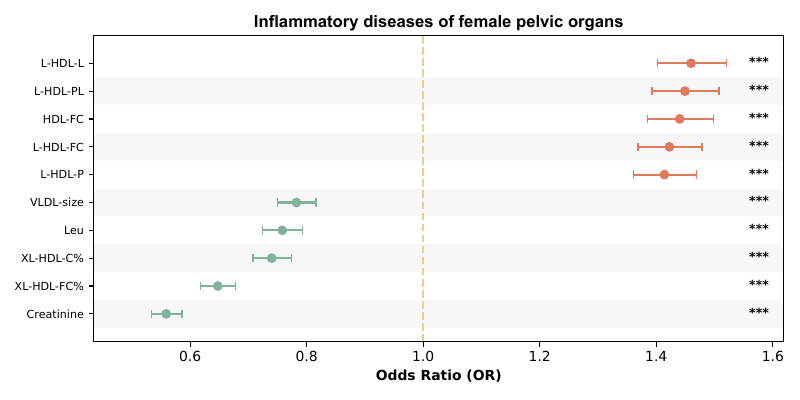 Inflammatory diseases of female pelvic organs
L-HDL-L ***
L-HDL-PL ***
HDL-FC ***
L-HDL-FC ***
L-HDL-P ***
VLDL-size ***
Leu ***
XL-HDL-C% ***
XL-HDL-FC% ***
Creatinine ***
0.6 0.8 1.0 1.2 1.4 1.6
Odds Ratio (OR)